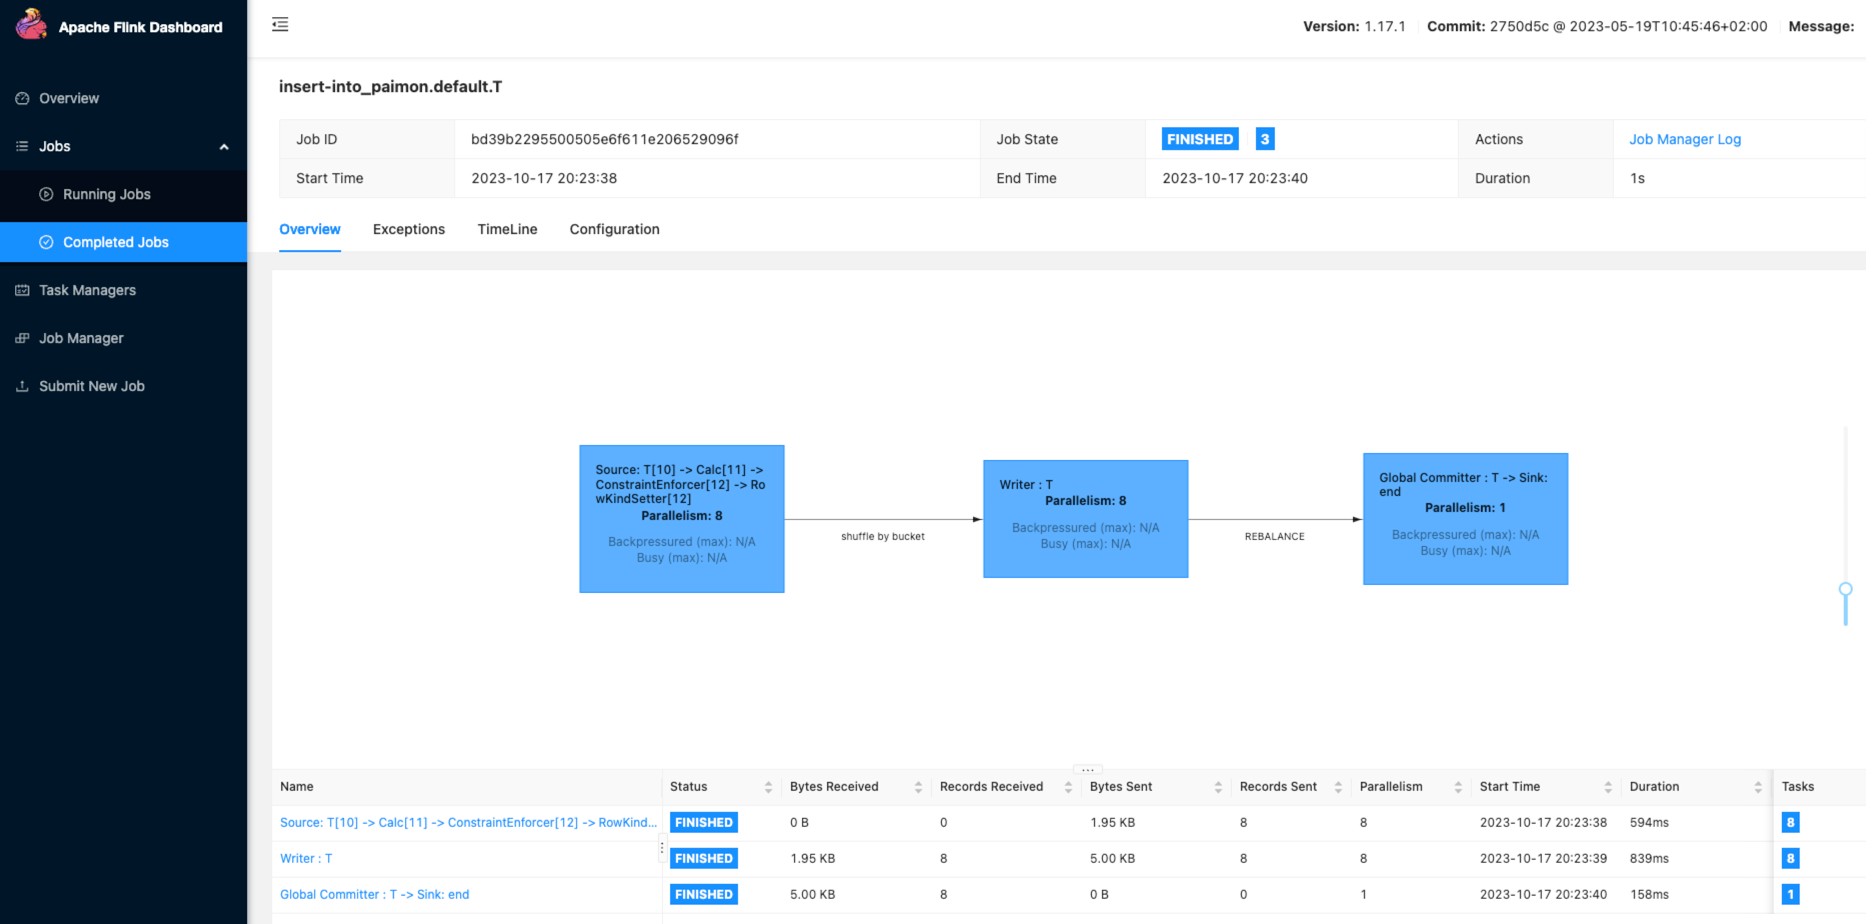 Apache Flink Dashboard
Version: 1.17.1 Commit: 2750d5c @ 2023-05-19T10:45:46+02:00 Message:
Overview
Jobs
Running Jobs
Completed Jobs
Task Managers
Job Manager
Submit New Job
insert-into_paimon.default.T
Job ID bd39b2295500505e6f611e206529096f Job State FINISHED 3 Actions Job Manager Log
Start Time 2023-10-17 20:23:38 End Time 2023-10-17 20:23:40 Duration 1s
Overview Exceptions TimeLine Configuration
Source: T[10] -> Calc[11] ->
ConstraintEnforcer[12] -> Ro
wKindSetter[12]
Parallelism: 8
Backpressured (max): N/A
Busy (max): N/A
shuffle by bucket
Writer : T
Parallelism: 8
Backpressured (max): N/A
Busy (max): N/A
REBALANCE
Global Committer : T -> Sink:
end
Parallelism: 1
Backpressured (max): N/A
Busy (max): N/A
Name Status Bytes Received Records Received Bytes Sent Records Sent Parallelism Start Time Duration Tasks
Source: T[10] -> Calc[11] -> ConstraintEnforcer[12] -> RowKind... FINISHED 0 B 0 1.95 KB 8 8 2023-10-17 20:23:38 594ms 8
Writer : T FINISHED 1.95 KB 8 5.00 KB 8 8 2023-10-17 20:23:39 839ms 8
Global Committer : T -> Sink: end FINISHED 5.00 KB 8 0 B 0 1 2023-10-17 20:23:40 158ms 1